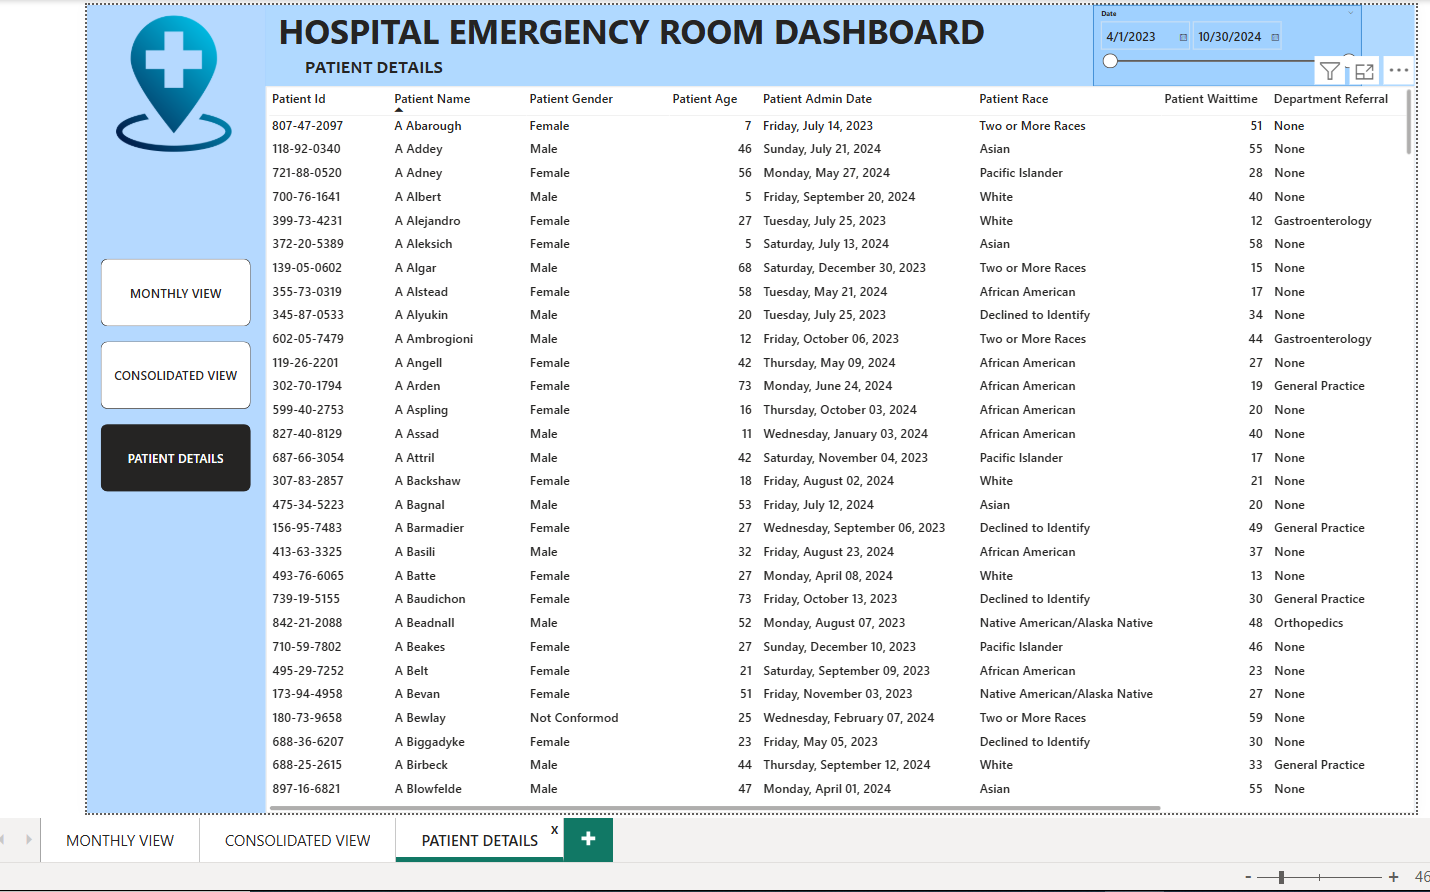 HOSPITAL EMERGENCY ROOM DASHBOARD
PATIENT DETAILS
Date
4/1/2023 10/30/2024
MONTHLY VIEW
CONSOLIDATED VIEW
PATIENT DETAILS
Patient Id Patient Name Patient Gender Patient Age Patient Admin Date Patient Race Patient Waittime Department Referral
807-47-2097 A Abarough Female 7 Friday, July 14, 2023 Two or More Races 51 None
118-92-0340 A Addey Male 46 Sunday, July 21, 2024 Asian 55 None
721-88-0520 A Adney Female 56 Monday, May 27, 2024 Pacific Islander 28 None
700-76-1641 A Albert Male 5 Friday, September 20, 2024 White 40 None
399-73-4231 A Alejandro Female 27 Tuesday, July 25, 2023 White 12 Gastroenterology
372-20-5389 A Aleksich Female 5 Saturday, July 13, 2024 Asian 58 None
139-05-0602 A Algar Male 68 Saturday, December 30, 2023 Two or More Races 15 None
355-73-0319 A Alstead Female 58 Tuesday, May 21, 2024 African American 17 None
345-87-0533 A Alyukin Male 20 Tuesday, July 25, 2023 Declined to Identify 34 None
602-05-7479 A Ambrogioni Male 12 Friday, October 06, 2023 Two or More Races 44 Gastroenterology
119-26-2201 A Angell Female 42 Thursday, May 09, 2024 African American 27 None
302-70-1794 A Arden Female 73 Monday, June 24, 2024 African American 19 General Practice
599-40-2753 A Aspling Female 16 Thursday, October 03, 2024 African American 20 None
827-40-8129 A Assad Male 11 Wednesday, January 03, 2024 African American 40 None
687-66-3054 A Attril Male 42 Saturday, November 04, 2023 Pacific Islander 17 None
307-83-2857 A Backshaw Female 18 Friday, August 02, 2024 White 21 None
475-34-5223 A Bagnal Male 53 Friday, July 12, 2024 Asian 20 None
156-95-7483 A Barmadier Female 27 Wednesday, September 06, 2023 Declined to Identify 49 General Practice
413-63-3325 A Basili Male 32 Friday, August 23, 2024 African American 37 None
493-76-6065 A Batte Female 27 Monday, April 08, 2024 White 13 None
739-19-5155 A Baudichon Female 73 Friday, October 13, 2023 Declined to Identify 30 General Practice
842-21-2088 A Beadnall Male 52 Monday, August 07, 2023 Native American/Alaska Native 48 Orthopedics
710-59-7802 A Beakes Female 27 Sunday, December 10, 2023 Pacific Islander 46 None
495-29-7252 A Belt Female 21 Saturday, September 09, 2023 African American 23 None
173-94-4958 A Bevan Female 51 Friday, November 03, 2023 Native American/Alaska Native 27 None
180-73-9658 A Bewlay Not Conformod 25 Wednesday, February 07, 2024 Two or More Races 59 None
688-36-6207 A Biggadyke Female 23 Friday, May 05, 2023 Declined to Identify 30 None
688-25-2615 A Birbeck Male 44 Thursday, September 12, 2024 White 33 General Practice
897-16-6821 A Blowfelde Male 47 Monday, April 01, 2024 Asian 55 None
MONTHLY VIEW CONSOLIDATED VIEW PATIENT DETAILS X +
- + 46